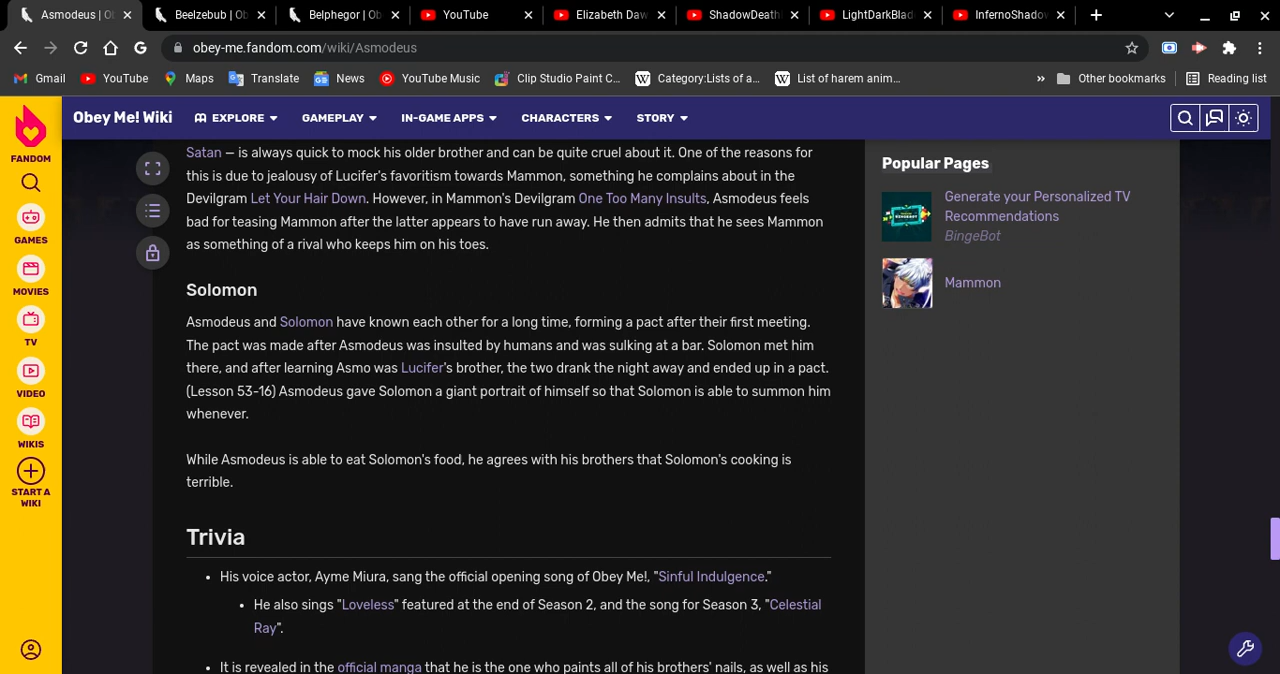 Asmodeus | Ol
Beelzebub | Ob
Belphegor | Ob
YouTube
Elizabeth Daw
ShadowDeath
LightDarkBlad
InfernoShadow
obey-me.fandom.com/wiki/Asmodeus
Gmail
YouTube
Maps
Translate
News
YouTube Music
Clip Studio Paint C...
Category:Lists of a...
List of harem anim...
»
Other bookmarks
Reading list
FANDOM
GAMES
MOVIES
TV
VIDEO
WIKIS
START A
WIKI
Obey Me! Wiki
EXPLORE
GAMEPLAY
IN-GAME APPS
CHARACTERS
STORY
Satan — is always quick to mock his older brother and can be quite cruel about it. One of the reasons for
this is due to jealousy of Lucifer's favoritism towards Mammon, something he complains about in the
Devilgram Let Your Hair Down. However, in Mammon's Devilgram One Too Many Insults, Asmodeus feels
bad for teasing Mammon after the latter appears to have run away. He then admits that he sees Mammon
as something of a rival who keeps him on his toes.
Solomon
Asmodeus and Solomon have known each other for a long time, forming a pact after their first meeting.
The pact was made after Asmodeus was insulted by humans and was sulking at a bar. Solomon met him
there, and after learning Asmo was Lucifer's brother, the two drank the night away and ended up in a pact.
(Lesson 53-16) Asmodeus gave Solomon a giant portrait of himself so that Solomon is able to summon him
whenever.
While Asmodeus is able to eat Solomon's food, he agrees with his brothers that Solomon's cooking is
terrible.
Trivia
• His voice actor, Ayme Miura, sang the official opening song of Obey Me!, "Sinful Indulgence."
• He also sings "Loveless" featured at the end of Season 2, and the song for Season 3, "Celestial
Ray".
• It is revealed in the official manga that he is the one who paints all of his brothers' nails, as well as his
Popular Pages
Generate your Personalized TV
Recommendations
BingeBot
Mammon